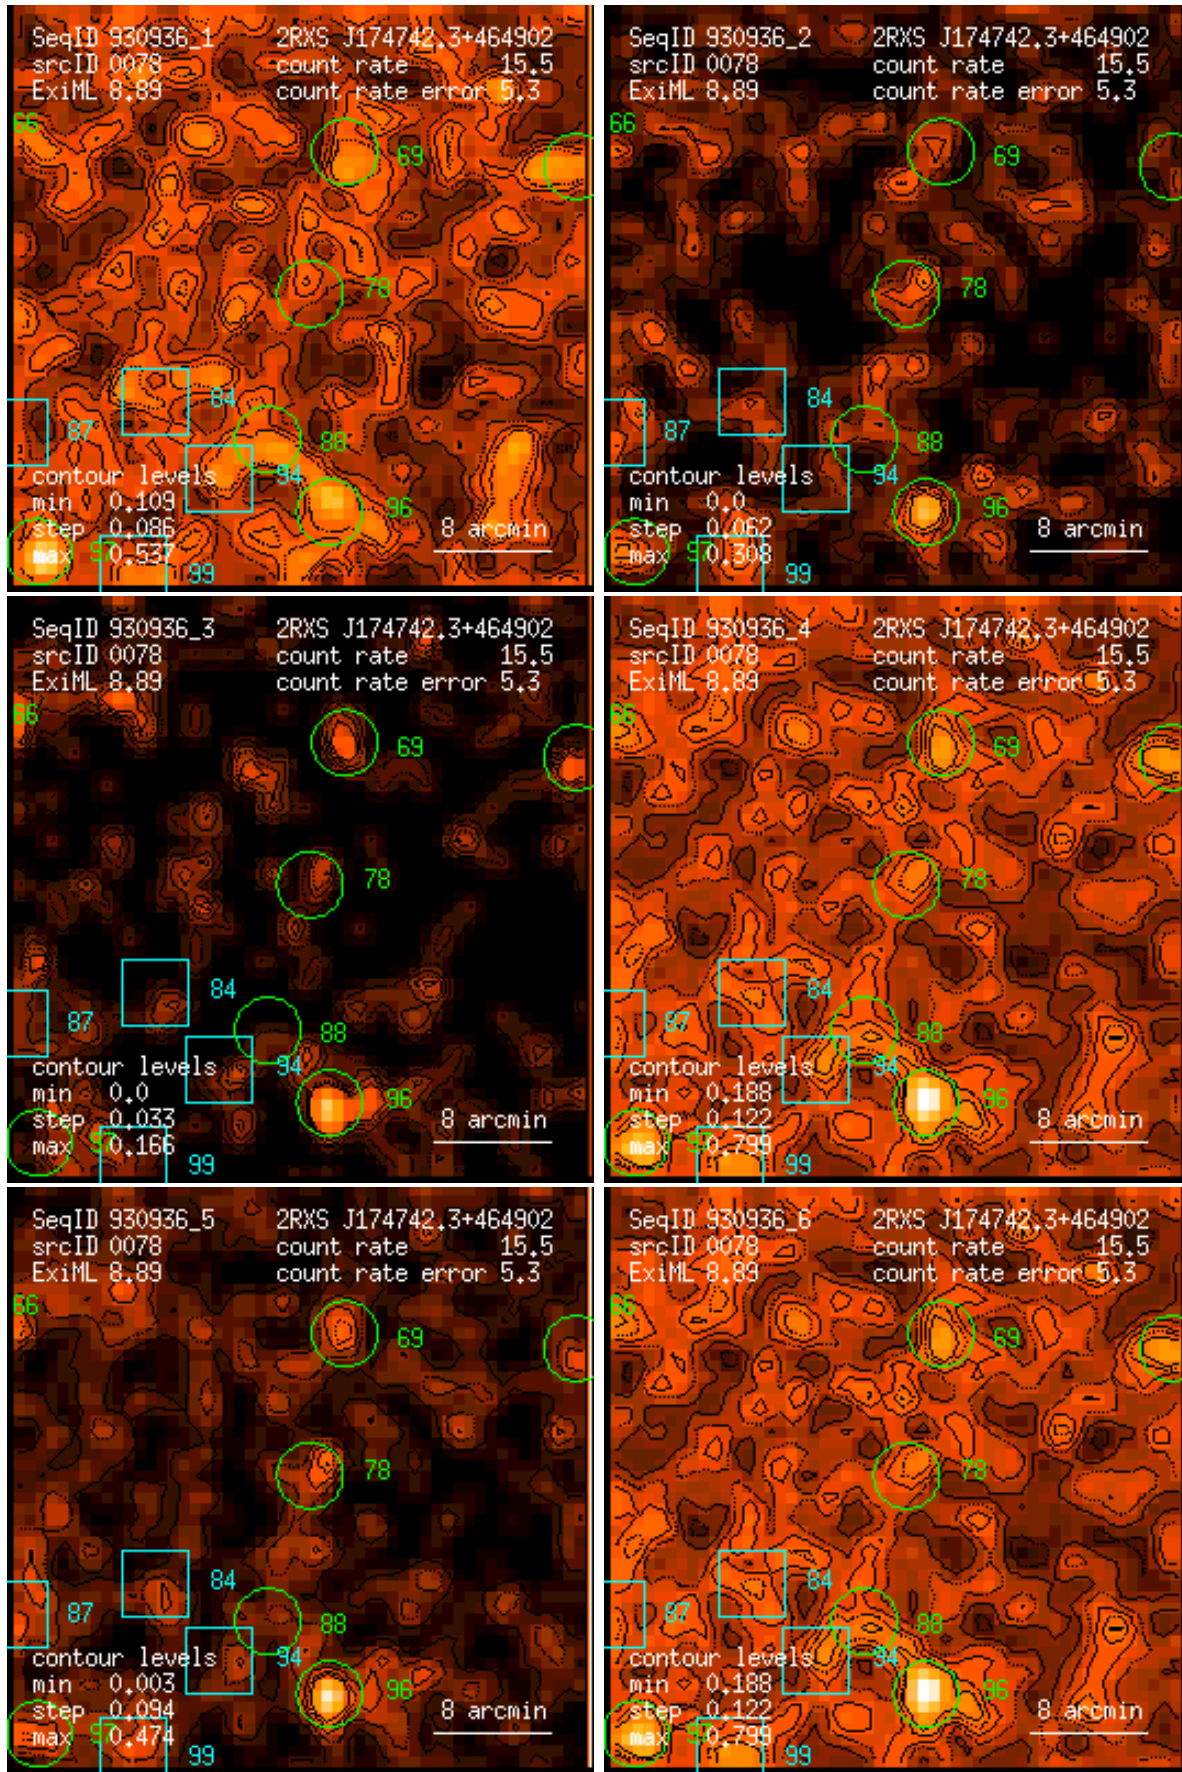 SeqID 930936_1 2RXS J174742.3+464902
srcID 0078 count rate 15.5
ExiML 8.89 count rate error 5.3
66
69
78
84
87
88
contour levels 94
min 0.109
step 0.086 96
max 0.537 8 arcmin
97
99
SeqID 930936_2 2RXS J174742.3+464902
srcID 0078 count rate 15.5
ExiML 8.89 count rate error 5.3
66
69
78
84
87
88
contour levels 94
min 0.0
step 0.062 96
max 0.308 8 arcmin
99
SeqID 930936_3 2RXS J174742.3+464902
srcID 0078 count rate 15.5
ExiML 8.89 count rate error 5.3
66
69
78
84
87
88
contour levels 94
min 0.0
step 0.033 96
max 0.166 8 arcmin
99
SeqID 930936_4 2RXS J174742.3+464902
srcID 0078 count rate 15.5
ExiML 8.89 count rate error 5.3
66
69
78
84
87
88
contour levels 94
min 0.188
step 0.122 96
max 0.799 8 arcmin
99
SeqID 930936_5 2RXS J174742.3+464902
srcID 0078 count rate 15.5
ExiML 8.89 count rate error 5.3
66
69
78
84
87
88
contour levels 94
min 0.003
step 0.094 96
max 0.474 8 arcmin
99
SeqID 930936_6 2RXS J174742.3+464902
srcID 0078 count rate 15.5
ExiML 8.89 count rate error 5.3
66
69
78
84
87
88
contour levels 94
min 0.188
step 0.122 96
max 0.799 8 arcmin
99